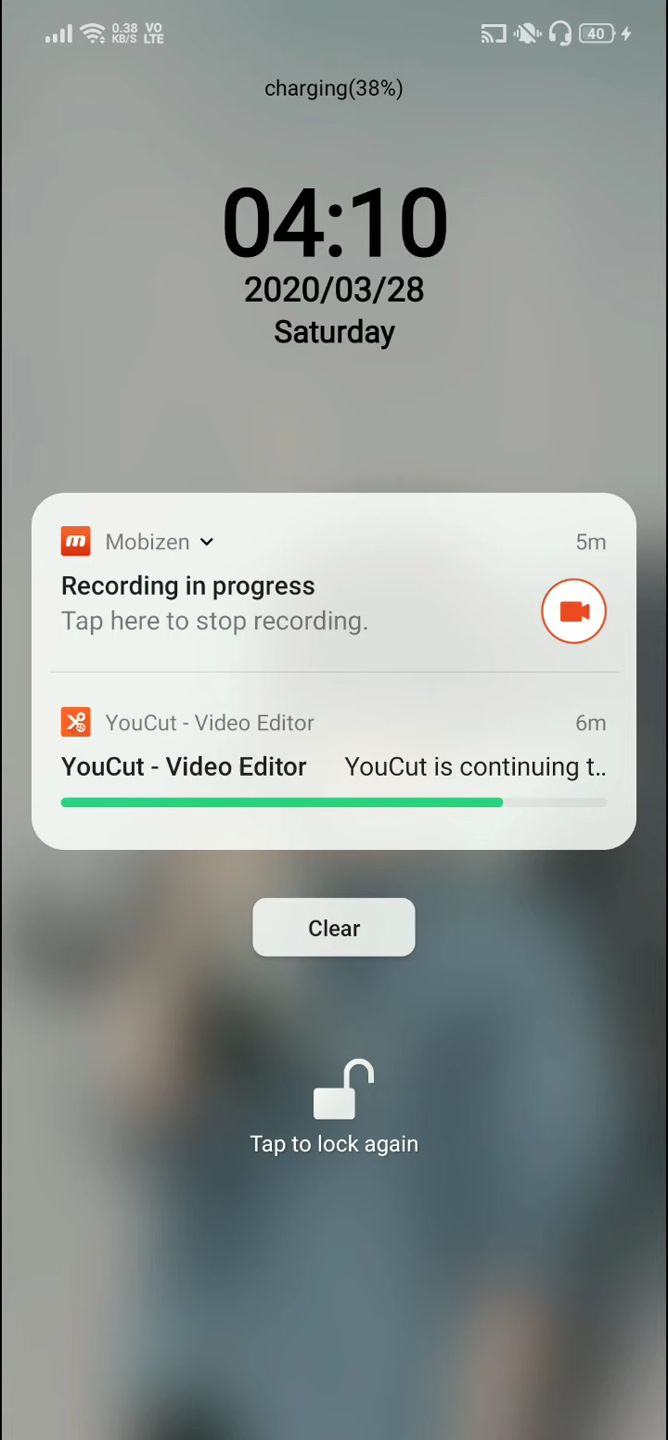 0.38 KB/S VO LTE 40
charging(38%)
04:10
2020/03/28
Saturday
Mobizen 5m
Recording in progress
Tap here to stop recording.
YouCut - Video Editor 6m
YouCut - Video Editor YouCut is continuing t..
Clear
Tap to lock again